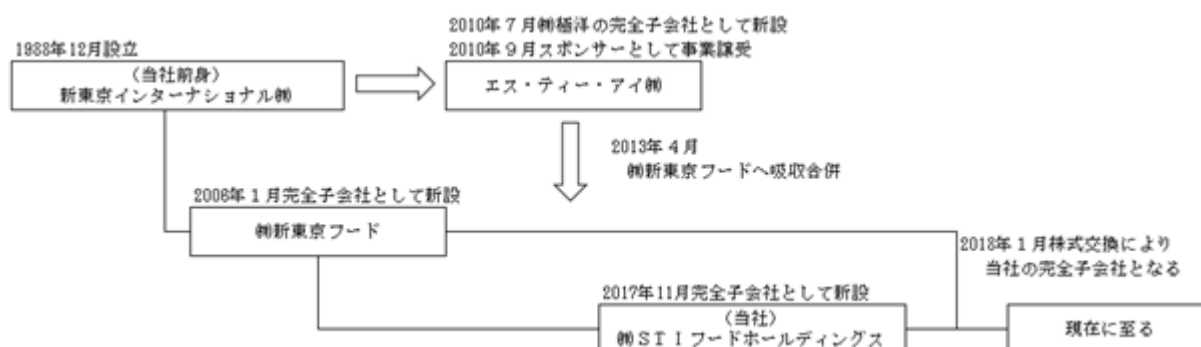 2010年7月㈱極洋の完全子会社として新設
1988年12月設立
2010年9月スポンサーとして事業譲受
（当社前身）
新東京インターナショナル㈱
エス・ティー・アイ㈱
2013年4月
㈱新東京フードへ吸収合併
2006年1月完全子会社として新設
㈱新東京フード
2018年1月株式交換により
当社の完全子会社となる
2017年11月完全子会社として新設
（当社）
㈱ＳＴＩフードホールディングス
現在に至る